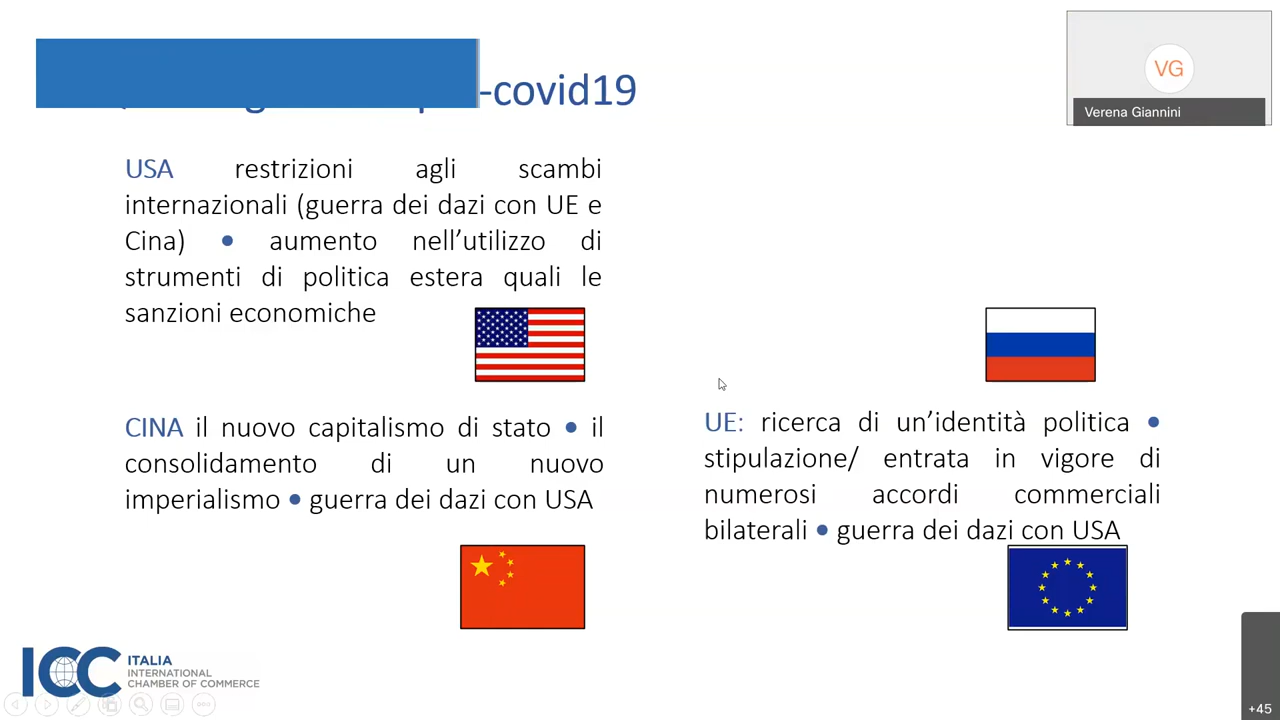 -covid19
VG
Verena Giannini
USA restrizioni agli scambi
internazionali (guerra dei dazi con UE e
Cina) • aumento nell’utilizzo di
strumenti di politica estera quali le
sanzioni economiche
CINA il nuovo capitalismo di stato • il
consolidamento di un nuovo
imperialismo • guerra dei dazi con USA
UE: ricerca di un’identità politica •
stipulazione/ entrata in vigore di
numerosi accordi commerciali
bilaterali • guerra dei dazi con USA
ICC
ITALIA
INTERNATIONAL
CHAMBER OF COMMERCE
+45